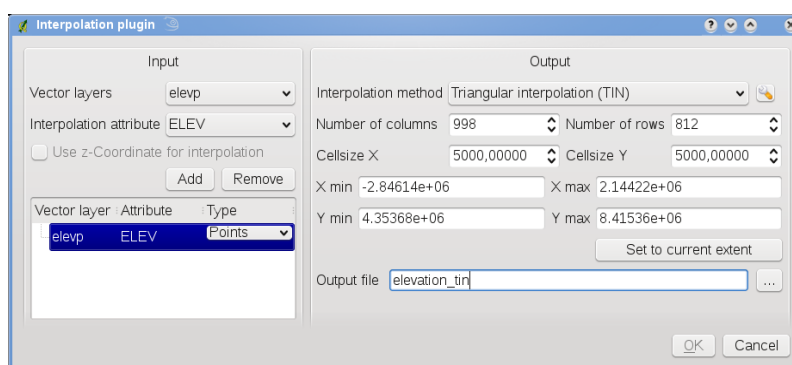 Interpolation plugin
Input
Vector layers elevp
Interpolation attribute ELEV
Use z-Coordinate for interpolation
Add Remove
Vector layer Attribute Type
elevp ELEV Points
Output
Interpolation method Triangular interpolation (TIN)
Number of columns 998 Number of rows 812
Cellsize X 5000,00000 Cellsize Y 5000,00000
X min -2.84614e+06 X max 2.14422e+06
Y min 4.35368e+06 Y max 8.41536e+06
Set to current extent
Output file elevation_tin ...
OK Cancel